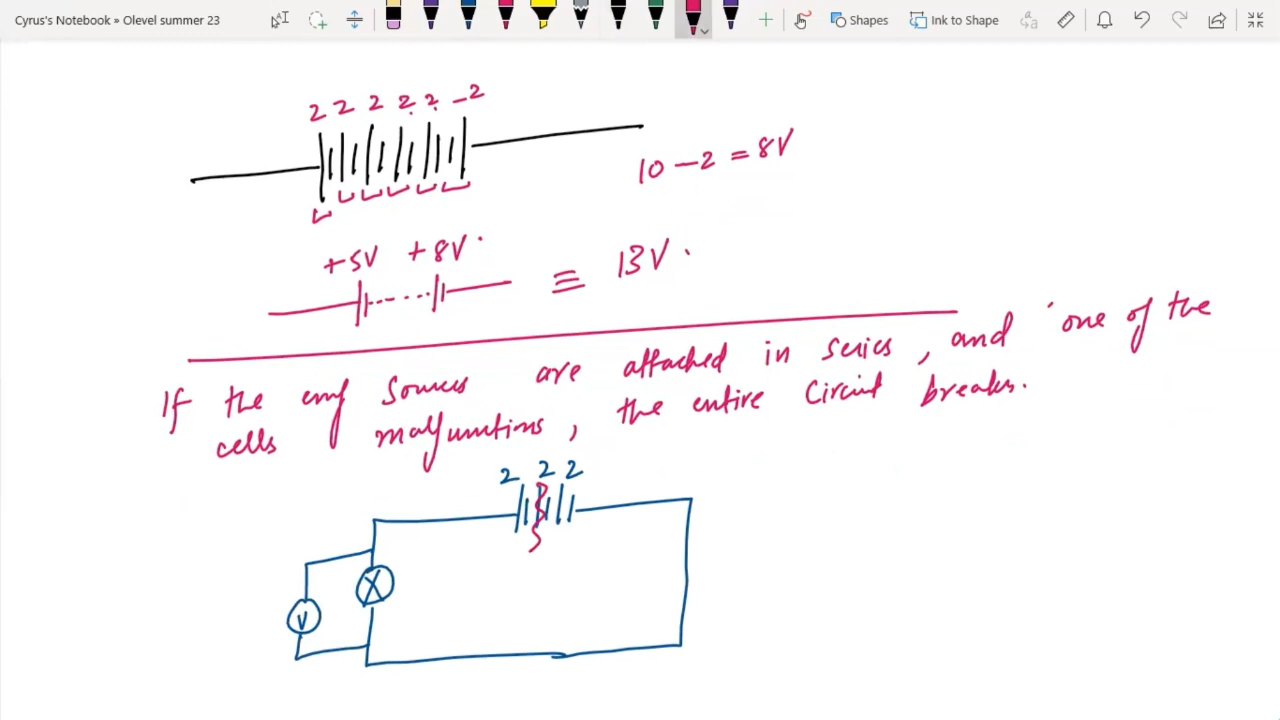 Cyrus's Notebook » Olevel summer 23
Shapes
Ink to Shape
2 2 2 2 2 -2
10 - 2 = 8V
+5V +8V
≡ 13V.
If the emf sources are attached in series, and one of the
cells malfunctions, the entire circuit breaks.
2 2 2
X
V